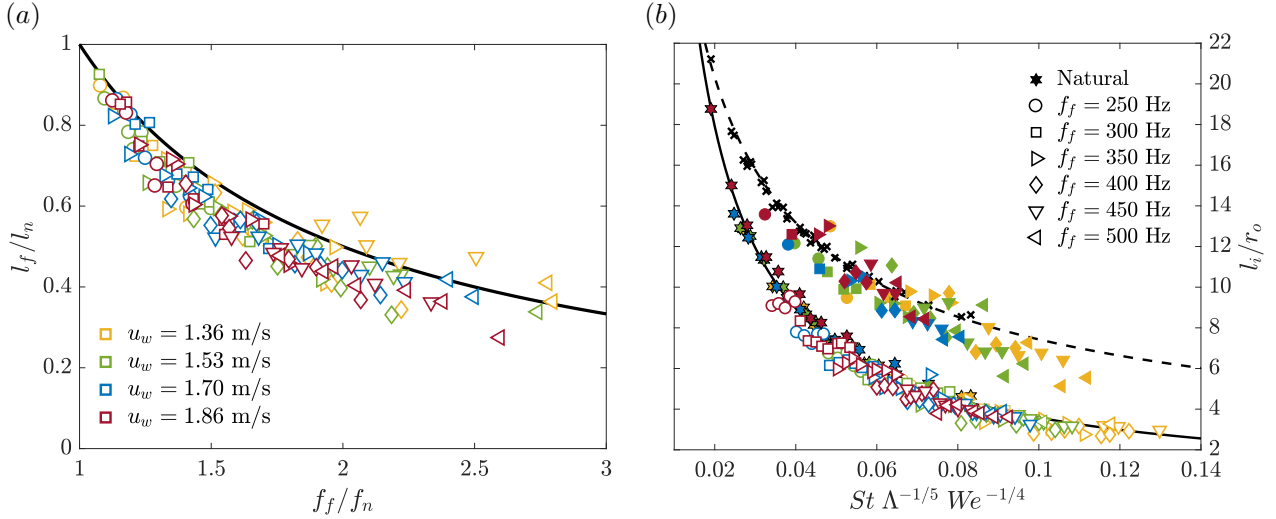 (a)
1
0.8
0.6
0.4
0.2
0
l_f/l_n
u_w = 1.36 m/s
u_w = 1.53 m/s
u_w = 1.70 m/s
u_w = 1.86 m/s
1 1.5 2 2.5 3
f_f/f_n
(b)
22
20
18
16
14
12
10
8
6
4
2
l_i/r_o
Natural
f_f = 250 Hz
f_f = 300 Hz
f_f = 350 Hz
f_f = 400 Hz
f_f = 450 Hz
f_f = 500 Hz
0.02 0.04 0.06 0.08 0.1 0.12 0.14
St Λ^{-1/5} We^{-1/4}